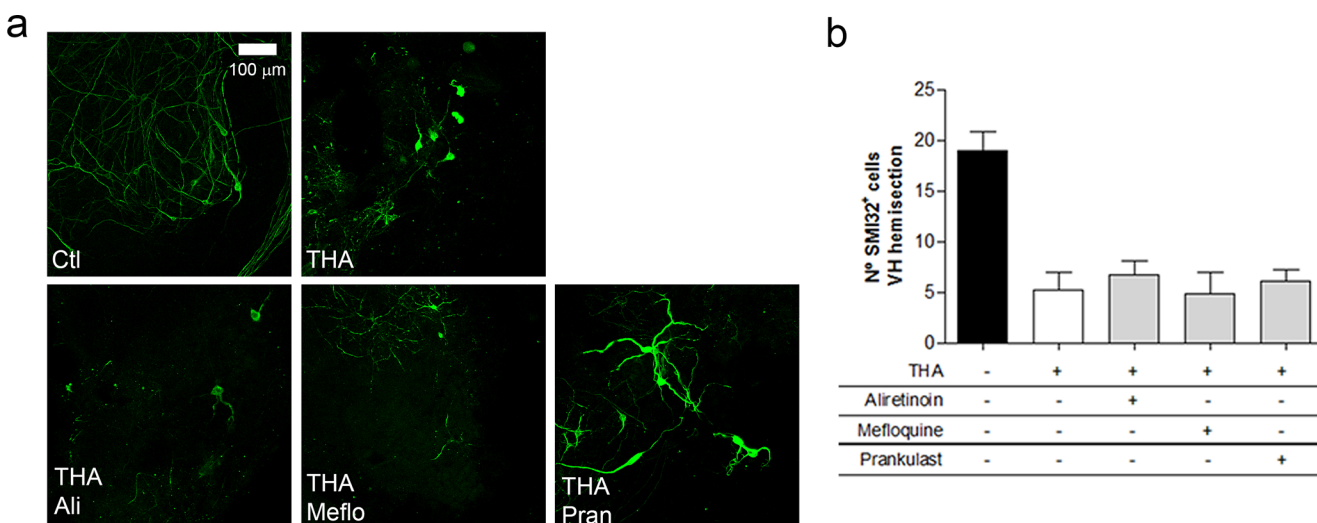 a
100 μm
Ctl
THA
THA
Ali
THA
Meflo
THA
Pran
b
Nº SMI32⁺ cells
VH hemisection
25
20
15
10
5
0
THA - + + + +
Aliretinoin - - + - -
Mefloquine - - - + -
Prankulast - - - - +